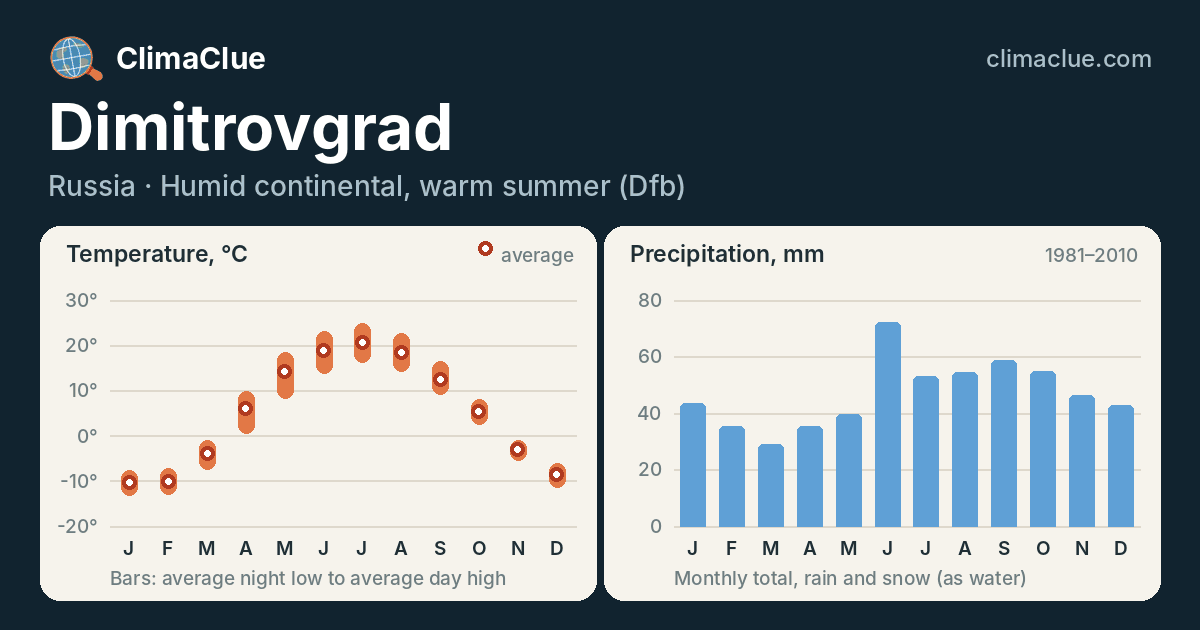 ClimaClue
climaclue.com
Dimitrovgrad
Russia · Humid continental, warm summer (Dfb)
Temperature, °C
average
30°
20°
10°
0°
-10°
-20°
J F M A M J J A S O N D
Bars: average night low to average day high
Precipitation, mm
1981–2010
80
60
40
20
0
J F M A M J J A S O N D
Monthly total, rain and snow (as water)